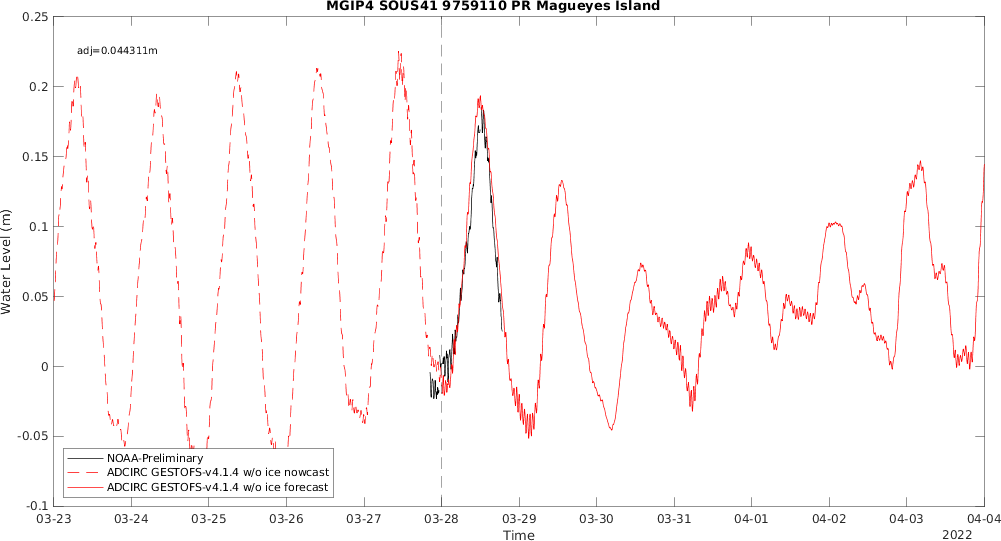 MGIP4 SOUS41 9759110 PR Magueyes Island
adj=0.044311m
0.25
0.2
0.15
0.1
0.05
0
-0.05
-0.1
Water Level (m)
NOAA-Preliminary
ADCIRC GESTOFS-v4.1.4 w/o ice nowcast
ADCIRC GESTOFS-v4.1.4 w/o ice forecast
03-23 03-24 03-25 03-26 03-27 03-28 03-29 03-30 03-31 04-01 04-02 04-03 04-04
Time
2022